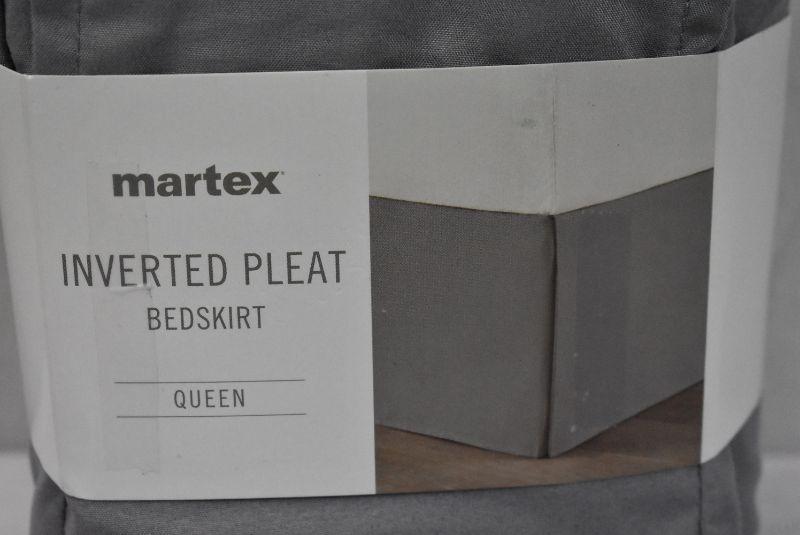 martex
INVERTED PLEAT
BEDSKIRT
QUEEN